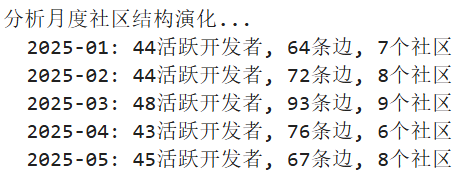 分析月度社区结构演化...
2025-01: 44活跃开发者, 64条边, 7个社区
2025-02: 44活跃开发者, 72条边, 8个社区
2025-03: 48活跃开发者, 93条边, 9个社区
2025-04: 43活跃开发者, 76条边, 6个社区
2025-05: 45活跃开发者, 67条边, 8个社区